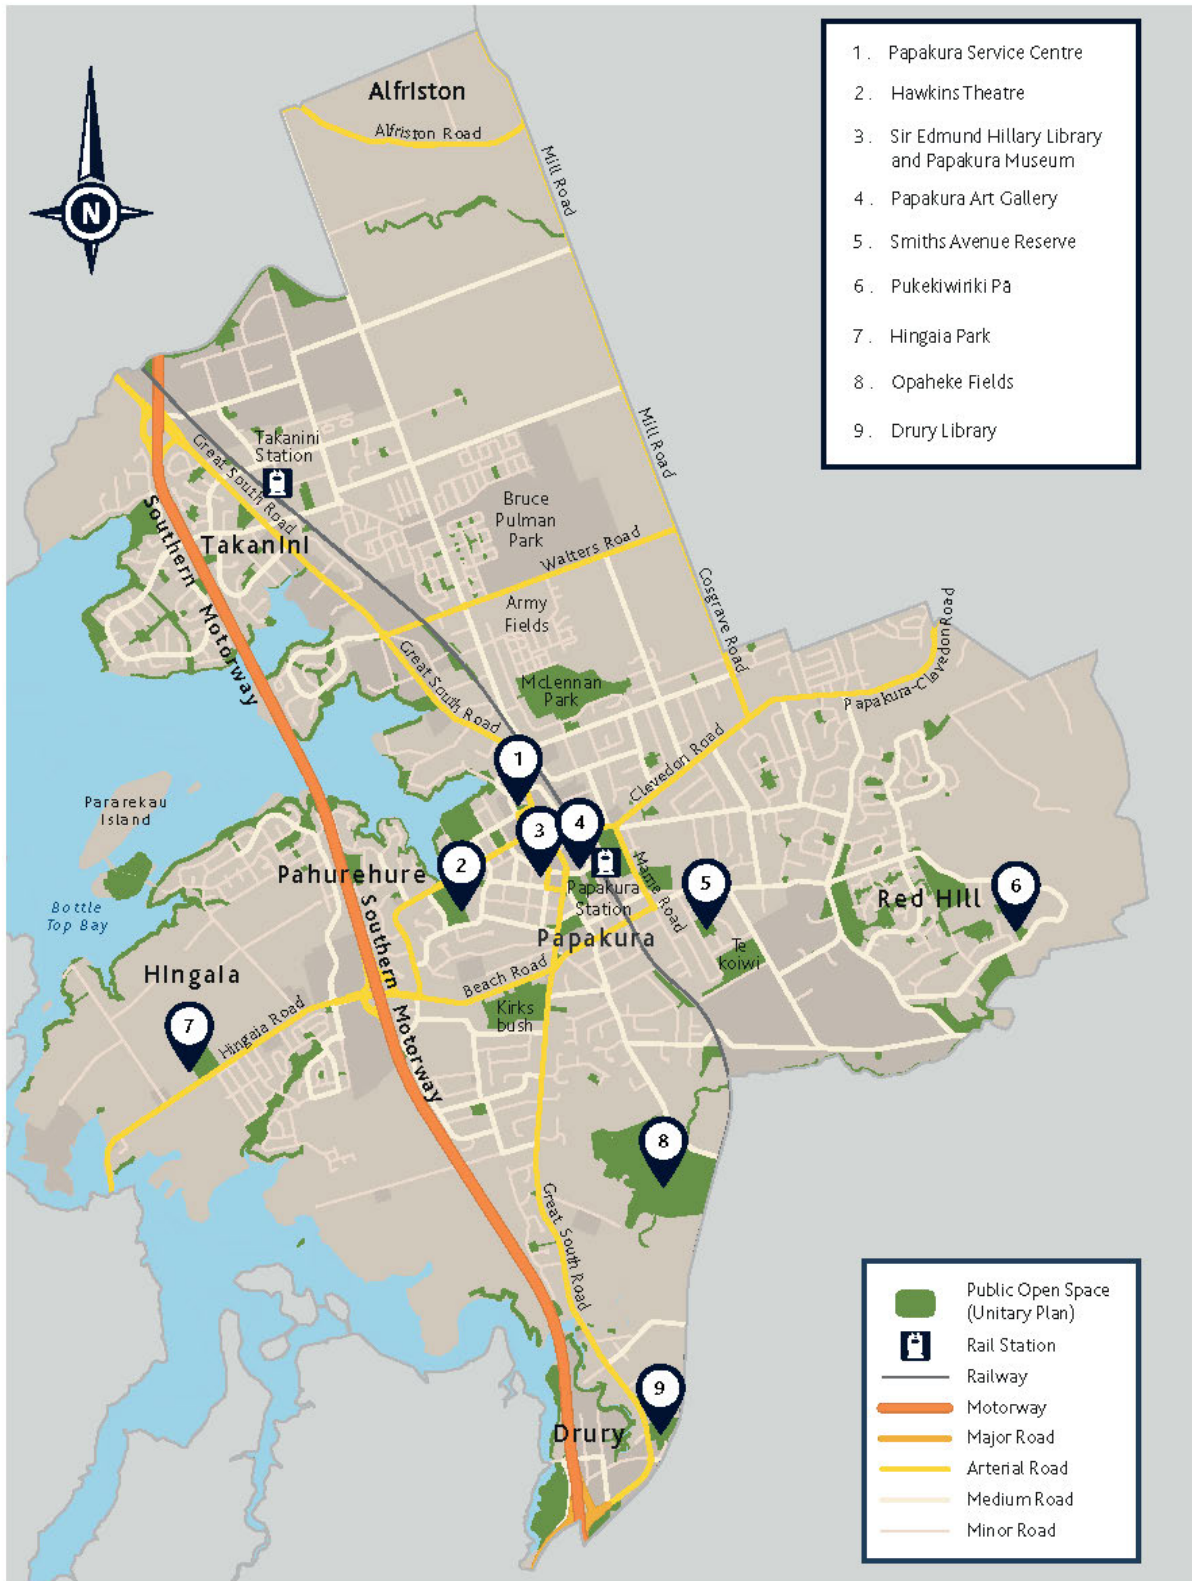 1. Papakura Service Centre
2. Hawkins Theatre
3. Sir Edmund Hillary Library
and Papakura Museum
4. Papakura Art Gallery
5. Smiths Avenue Reserve
6. Pukekiwiriki Pā
7. Hingaia Park
8. Opaheke Fields
9. Drury Library
N
Alfriston
Alfriston Road
Mill Road
Mill Road
Takanini
Station
Great South Road
Southern Motorway
Takanini
Bruce
Pulman
Park
Walters Road
Army
Fields
Cosgrave Road
Papakura-Clevedon Road
Great South Road
McLennan
Park
Clevedon Road
1
Pararekau
Island
3
4
2
Pahurehure
Papakura
Station
Marne Road
5
Red Hill
6
Bottle
Top Bay
Papakura
Te
koiwi
Hingaia
Southern Motorway
Beach Road
Kirks
bush
7
Hingaia Road
8
Great South Road
9
Drury
Public Open Space
(Unitary Plan)
Rail Station
Railway
Motorway
Major Road
Arterial Road
Medium Road
Minor Road